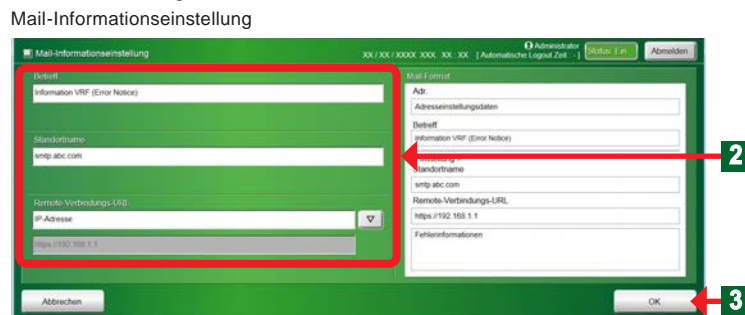 Mail-Informationseinstellung
Mail-Informationseinstellung
XX / XX / XXXX XXX XX XX [ Automatische Logout Zeit : - ]
Administrator
Status: Ein
Abmelden
Betreff
Information VRF (Error Notice)
Standortname
smtp.abc.com
Remote-Verbindungs-URL
IP-Adresse
https://192.168.1.1
Mail-Format
Adr.
Adresseinstellungsdaten
Betreff
Information VRF (Error Notice)
Standortname
smtp.abc.com
Remote-Verbindungs-URL
https://192.168.1.1
Fehlerinformationen
2
Abbrechen
OK
3